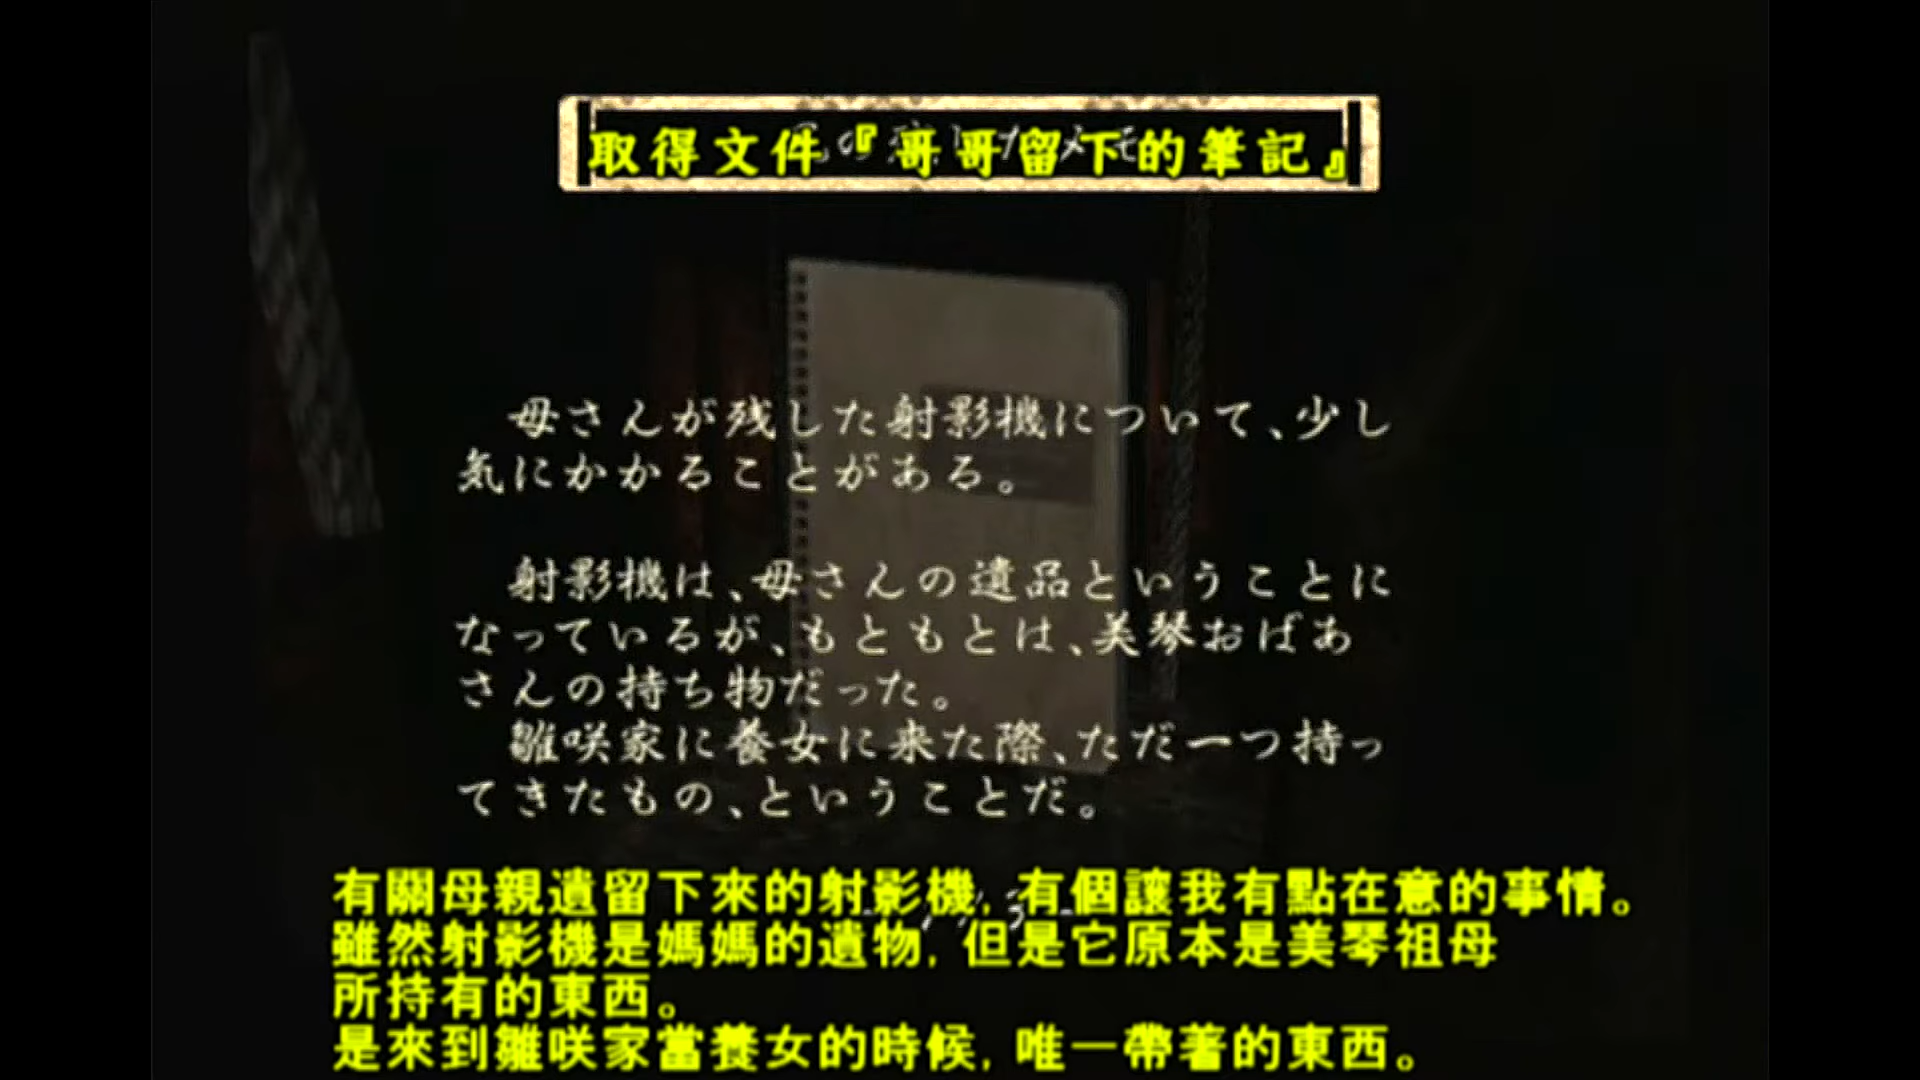 取得文件『哥哥留下的筆記』
母さんが残した射影機について、少し
気にかかることがある。
射影機は、母さんの遺品ということに
なっているが、もともとは、美琴おばあ
さんの持ち物だった。
雛咲家に養女に来た際、ただ一つ持っ
てきたもの、ということだ。
有關母親遺留下來的射影機,有個讓我有點在意的事情。
雖然射影機是媽媽的遺物,但是它原本是美琴祖母
所持有的東西。
是來到雛咲家當養女的時候,唯一帶著的東西。